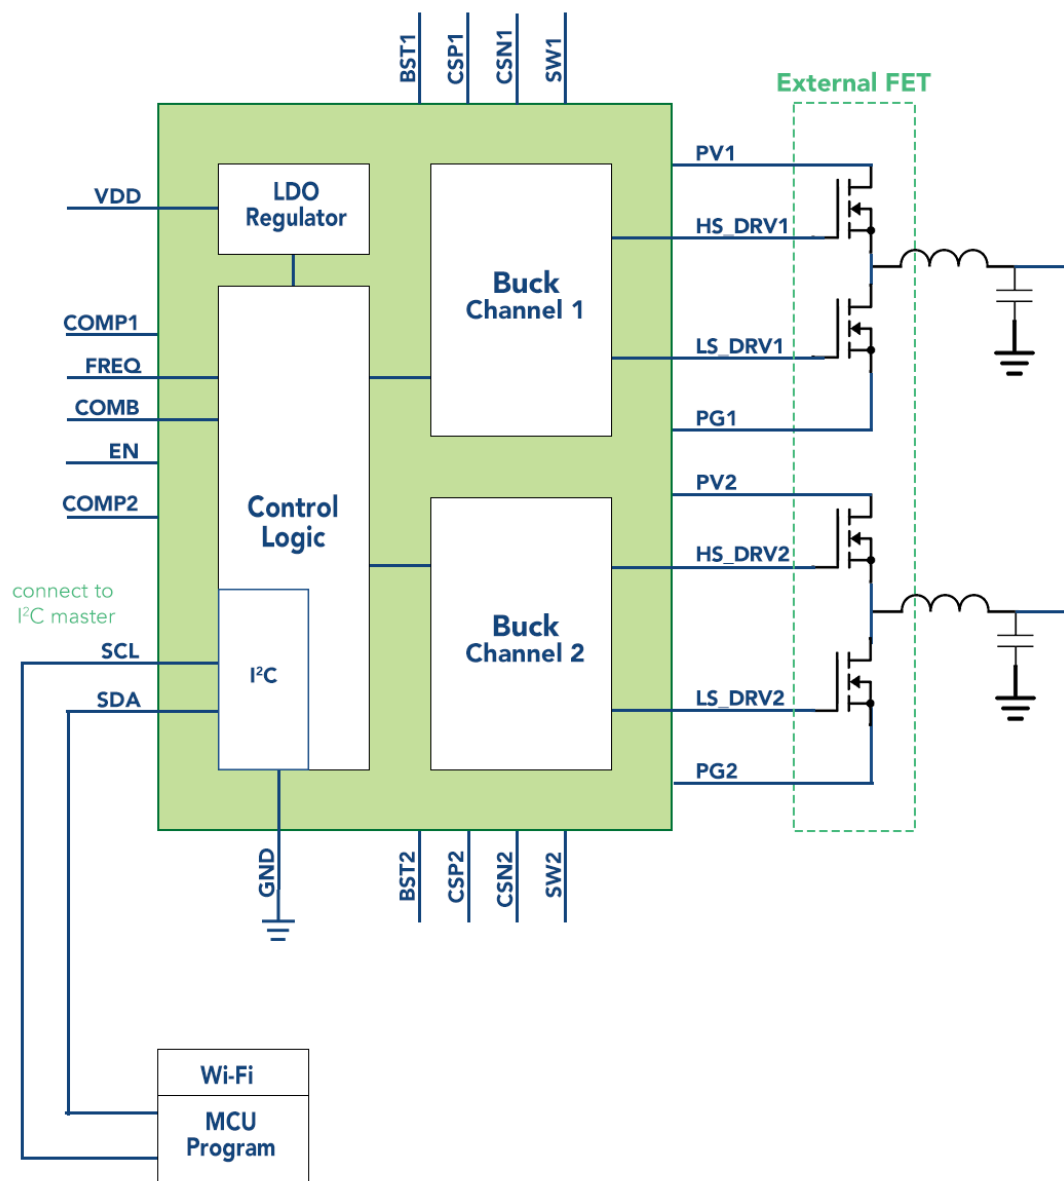 BST1
CSP1
CSN1
SW1
External FET
PV1
LDO
Regulator
VDD
HS_DRV1
Buck
Channel 1
COMP1
LS_DRV1
FREQ
COMB
PG1
EN
PV2
COMP2
Control
Logic
HS_DRV2
connect to
I²C master
Buck
Channel 2
SCL
I²C
SDA
LS_DRV2
PG2
GND
BST2
CSP2
CSN2
SW2
Wi-Fi
MCU
Program